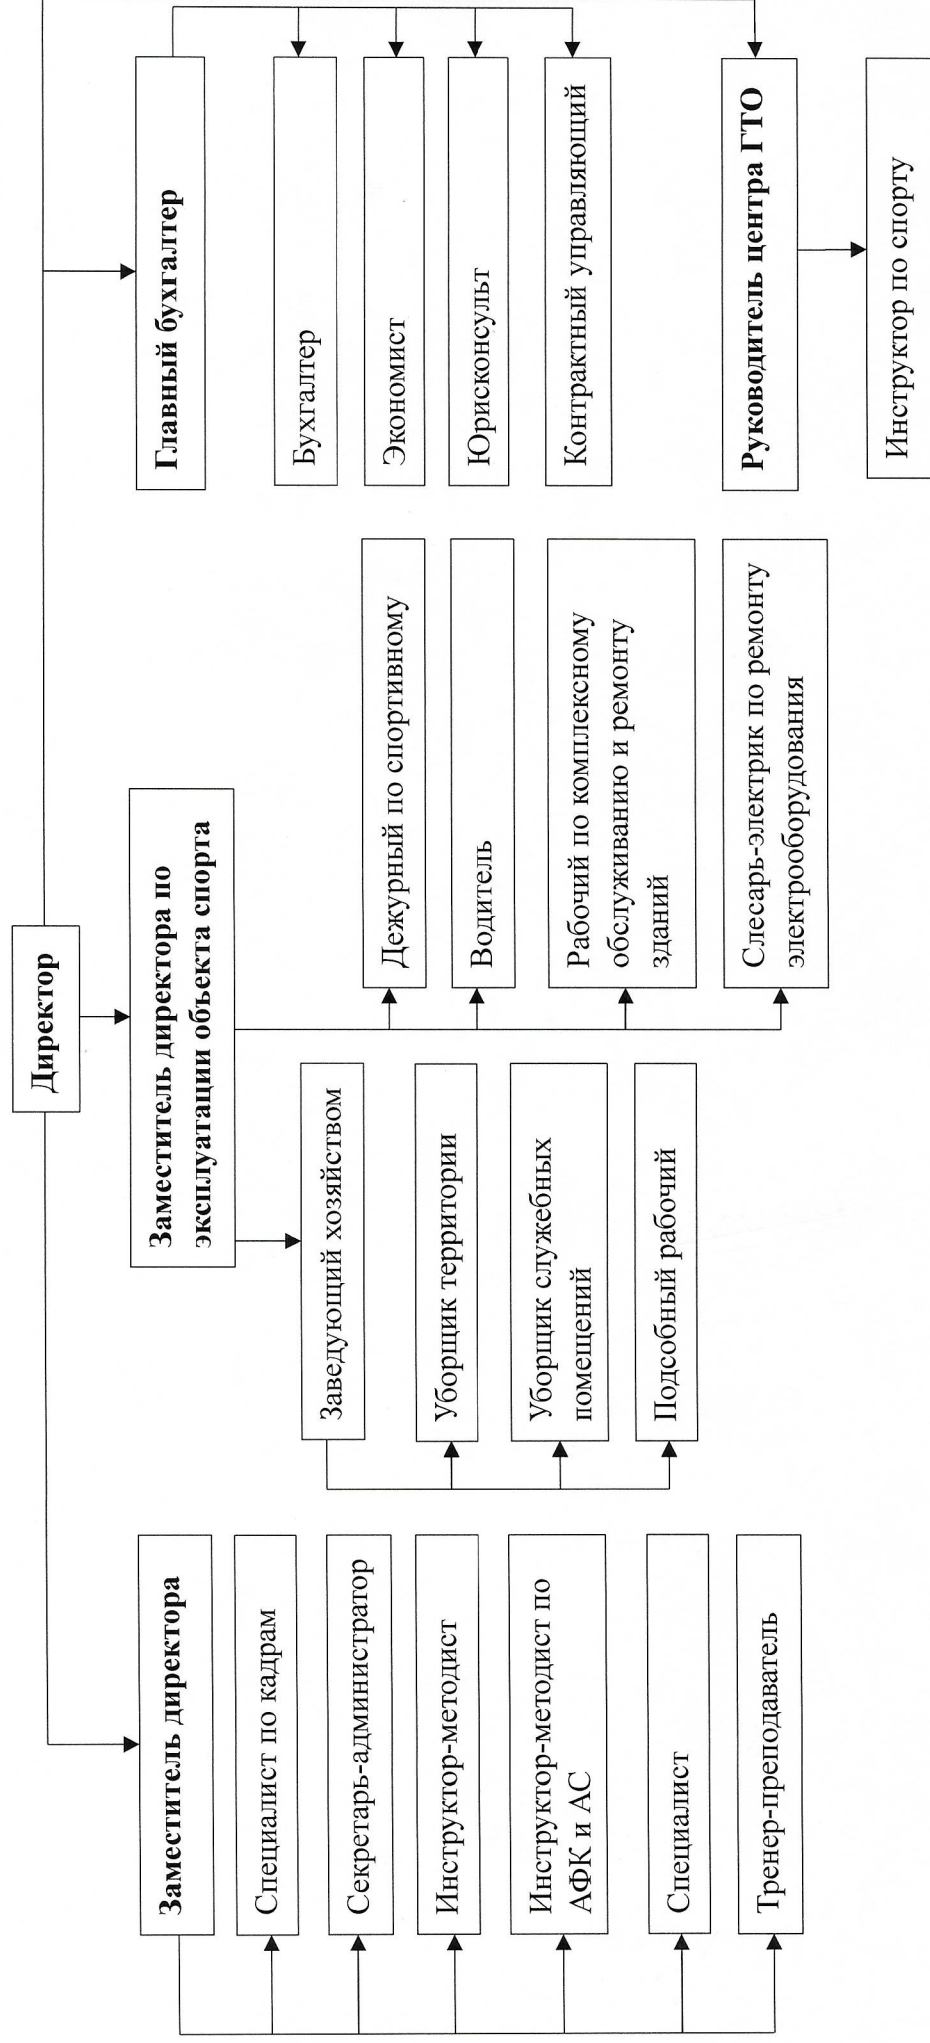 Директор
Заместитель директора
Специалист по кадрам
Секретарь-администратор
Инструктор-методист
Инструктор-методист по
АФК и АС
Специалист
Тренер-преподаватель
Заместитель директора по
эксплуатации объекта спорта
Заведующий хозяйством
Уборщик территории
Уборщик служебных
помещений
Подсобный рабочий
Дежурный по спортивному
Водитель
Рабочий по комплексному
обслуживанию и ремонту
зданий
Слесарь-электрик по ремонту
электрооборудования
Главный бухгалтер
Бухгалтер
Экономист
Юрисконсульт
Контрактный управляющий
Руководитель центра ГТО
Инструктор по спорту